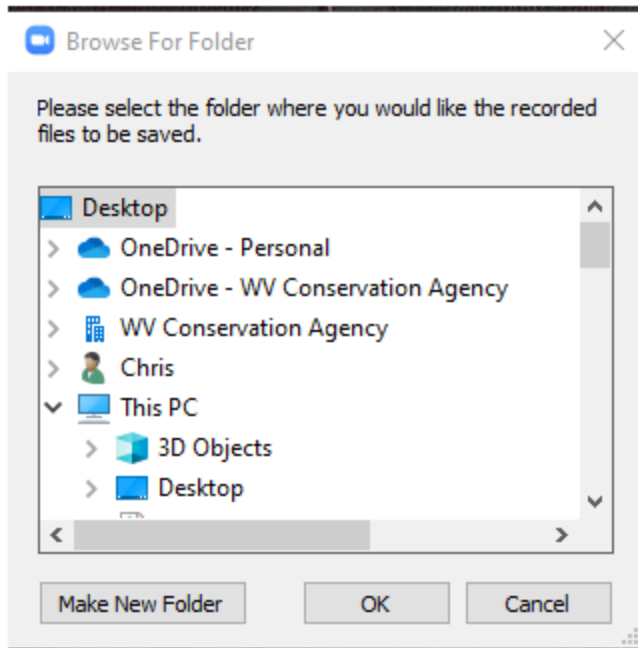 Browse For Folder
Please select the folder where you would like the recorded
files to be saved.
Desktop
OneDrive - Personal
OneDrive - WV Conservation Agency
WV Conservation Agency
Chris
This PC
3D Objects
Desktop
Make New Folder
OK
Cancel